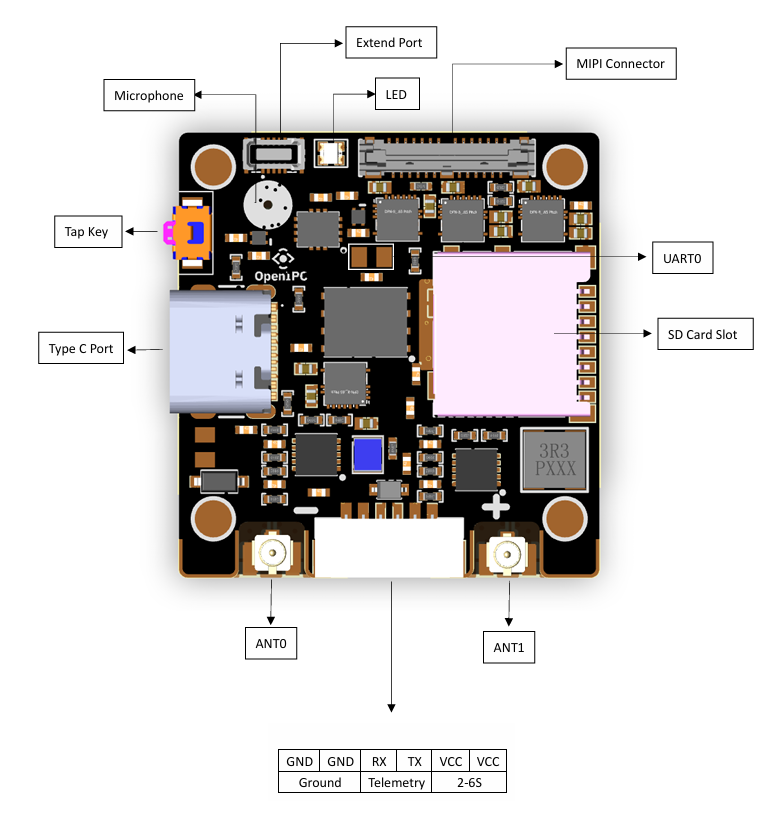 Extend Port
MIPI Connector
Microphone
LED
Tap Key
OpenIPC
UART0
Type C Port
SD Card Slot
3R3
PXXX
ANT0
ANT1
GND GND RX TX VCC VCC
Ground Telemetry 2-6S